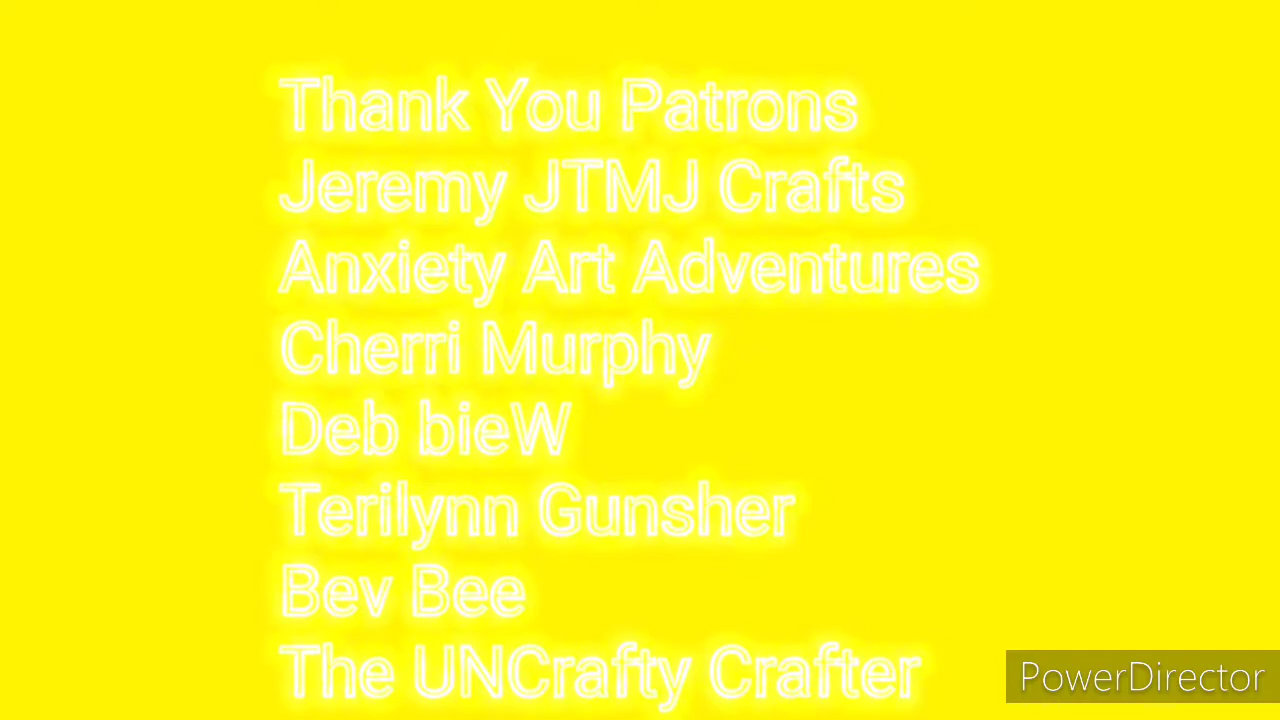 Thank You Patrons
Jeremy JTMJ Crafts
Anxiety Art Adventures
Cherri Murphy
Deb bieW
Terilynn Gunsher
Bev Bee
The UNCrafty Crafter
PowerDirector